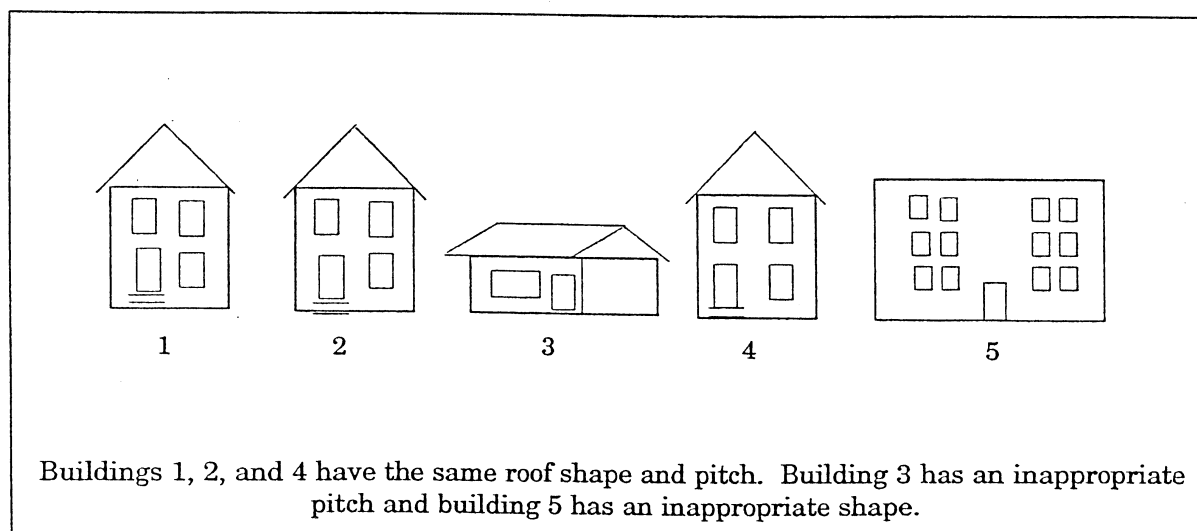 1 2 3 4 5
Buildings 1, 2, and 4 have the same roof shape and pitch. Building 3 has an inappropriate
pitch and building 5 has an inappropriate shape.